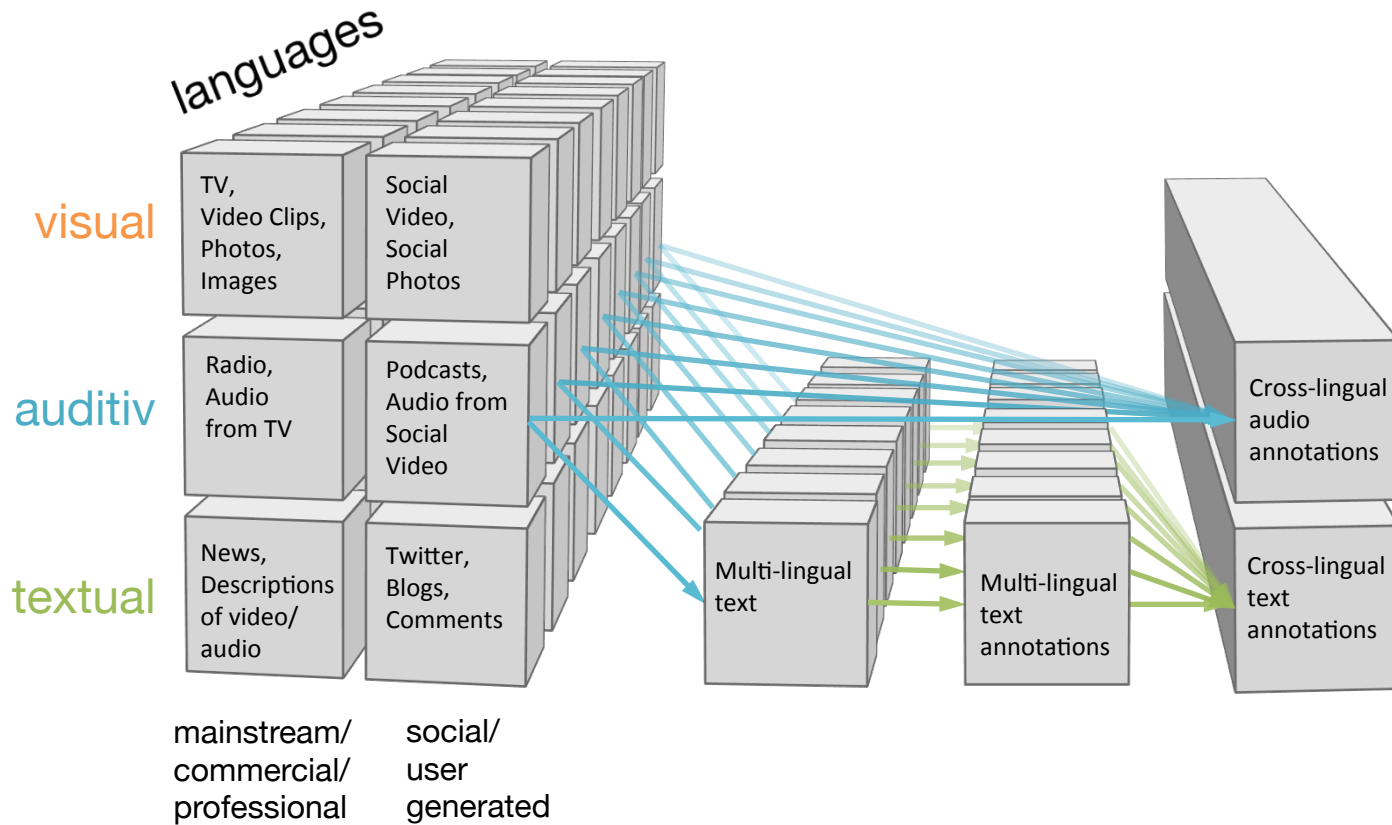 languages
visual
TV,
Video Clips,
Photos,
Images
Social
Video,
Social
Photos
auditiv
Radio,
Audio
from TV
Podcasts,
Audio from
Social
Video
Cross-lingual
audio
annotations
textual
News,
Descriptions
of video/
audio
Twitter,
Blogs,
Comments
Multi-lingual
text
Multi-lingual
text
annotations
Cross-lingual
text
annotations
mainstream/
commercial/
professional
social/
user
generated